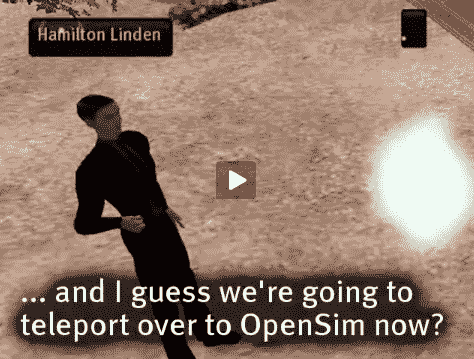 Hamilton Linden
... and I guess we're going to
teleport over to OpenSim now?